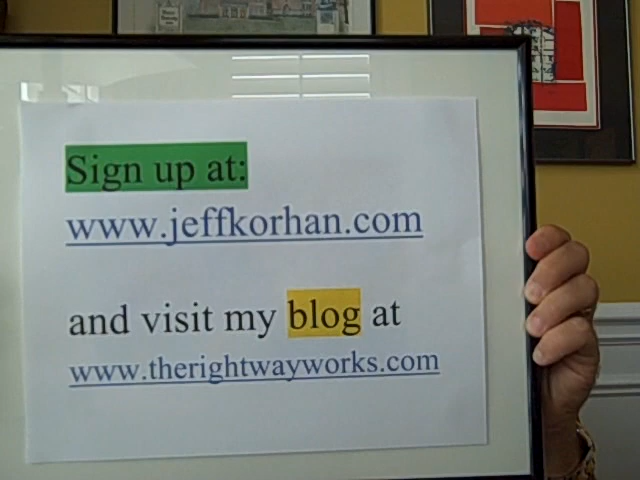 Sign up at:
www.jeffkorhan.com
and visit my blog at
www.therightwayworks.com